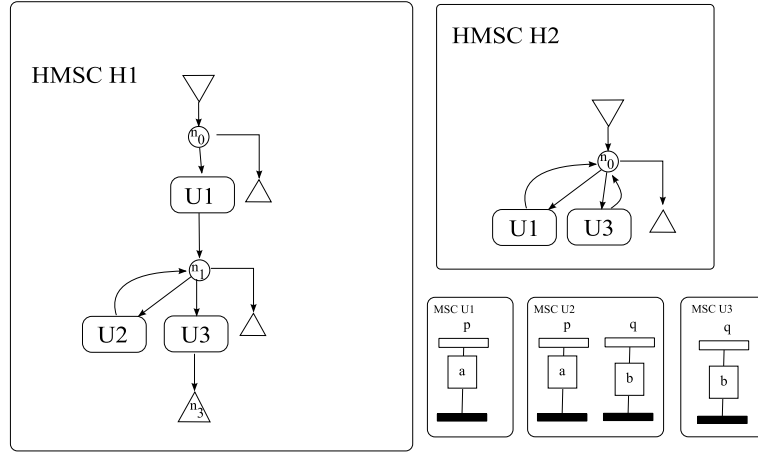 HMSC H1
n0
U1
n1
U2 U3
n3
HMSC H2
n0
U1 U3
MSC U1
p
a
MSC U2
p q
a b
MSC U3
q
b